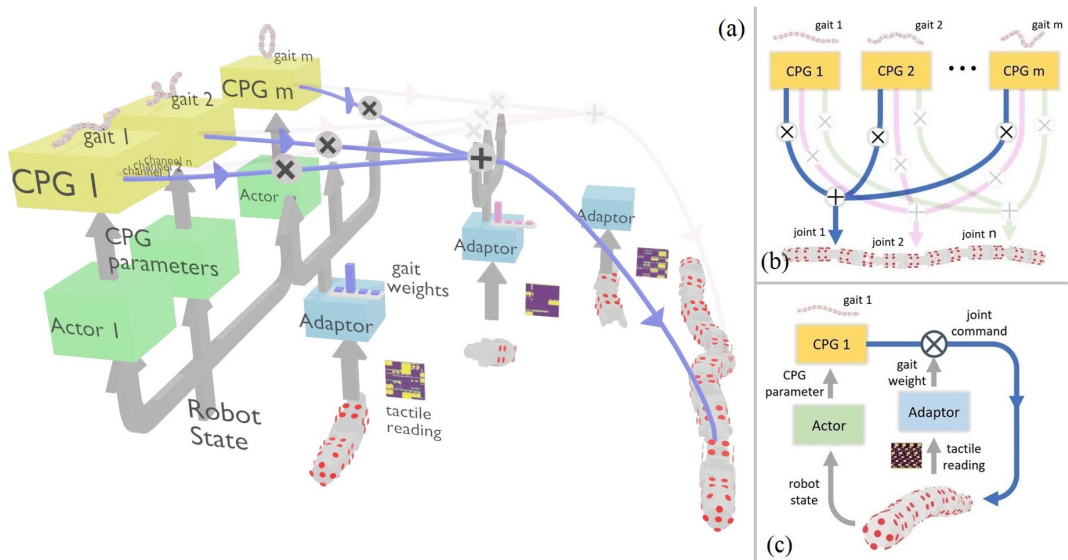 (a)
gait m
CPG m
gait 2
gait 1
channel n
channel 2
channel 1
CPG 1
Actor
CPG
parameters
Actor 1
Robot
State
Adaptor
gait
weights
Adaptor
Adaptor
tactile
reading
gait 1
gait 2
gait m
CPG 1
CPG 2
•••
CPG m
joint 1
joint 2
joint n
(b)
gait 1
CPG 1
joint
command
CPG
parameter
gait
weight
Actor
Adaptor
robot
state
tactile
reading
(c)